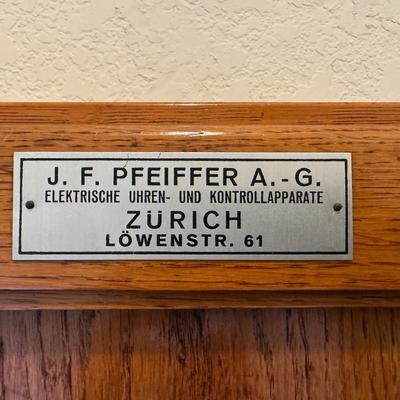 J. F. PFEIFFER A.-G.
ELEKTRISCHE UHREN- UND KONTROLLAPPARATE
ZÜRICH
LÖWENSTR. 61